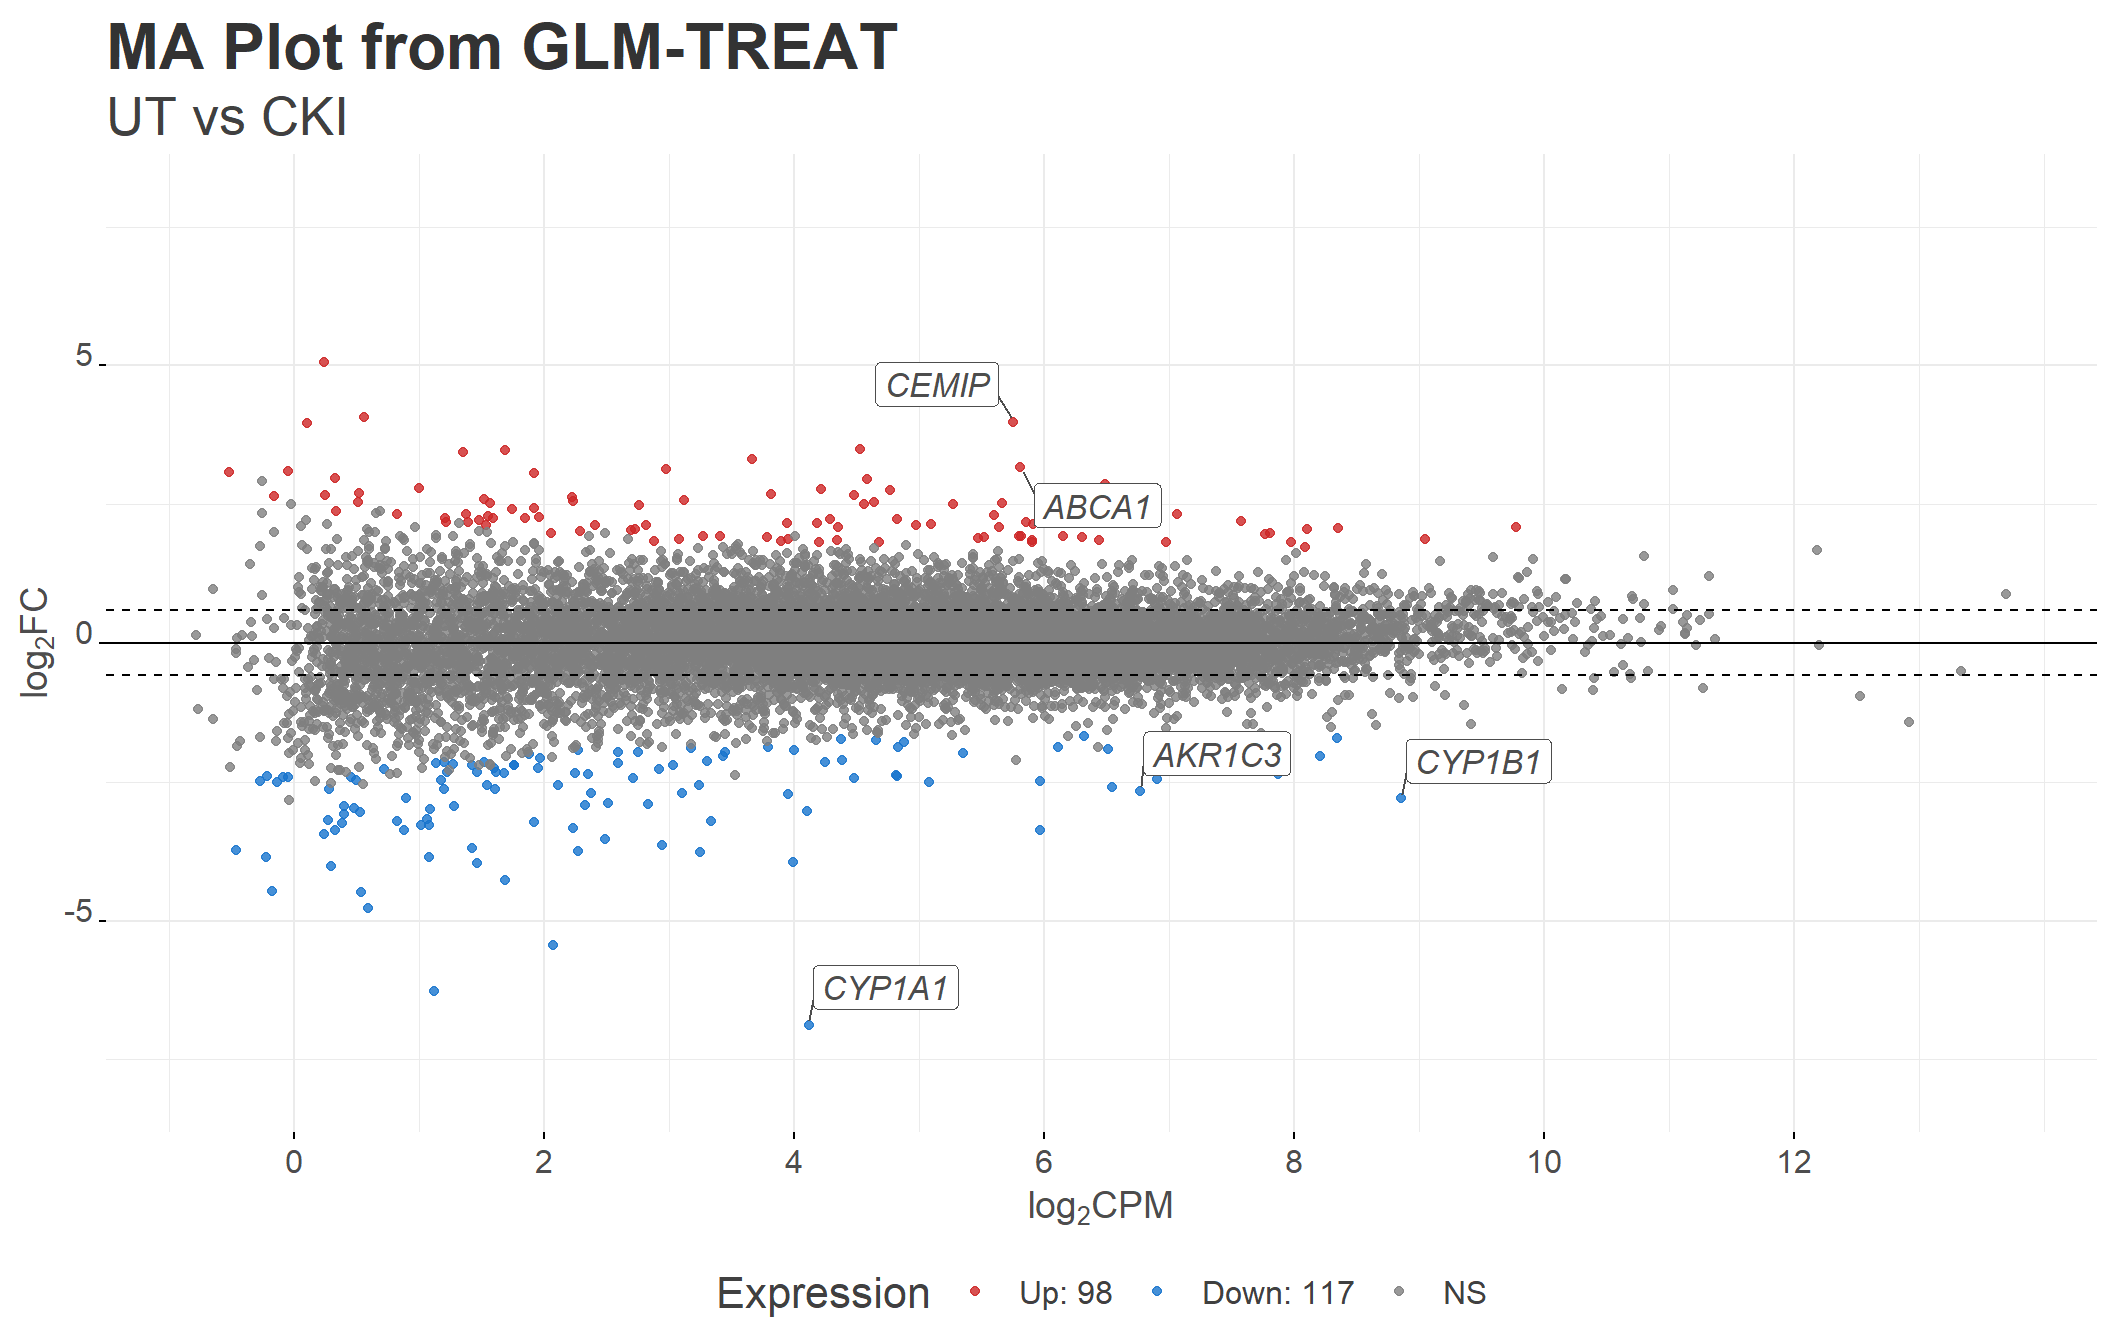 MA Plot from GLM-TREAT
UT vs CKI
5
0
-5
log₂FC
CEMIP
ABCA1
AKR1C3
CYP1B1
CYP1A1
0 2 4 6 8 10 12
log₂CPM
Expression Up: 98 Down: 117 NS